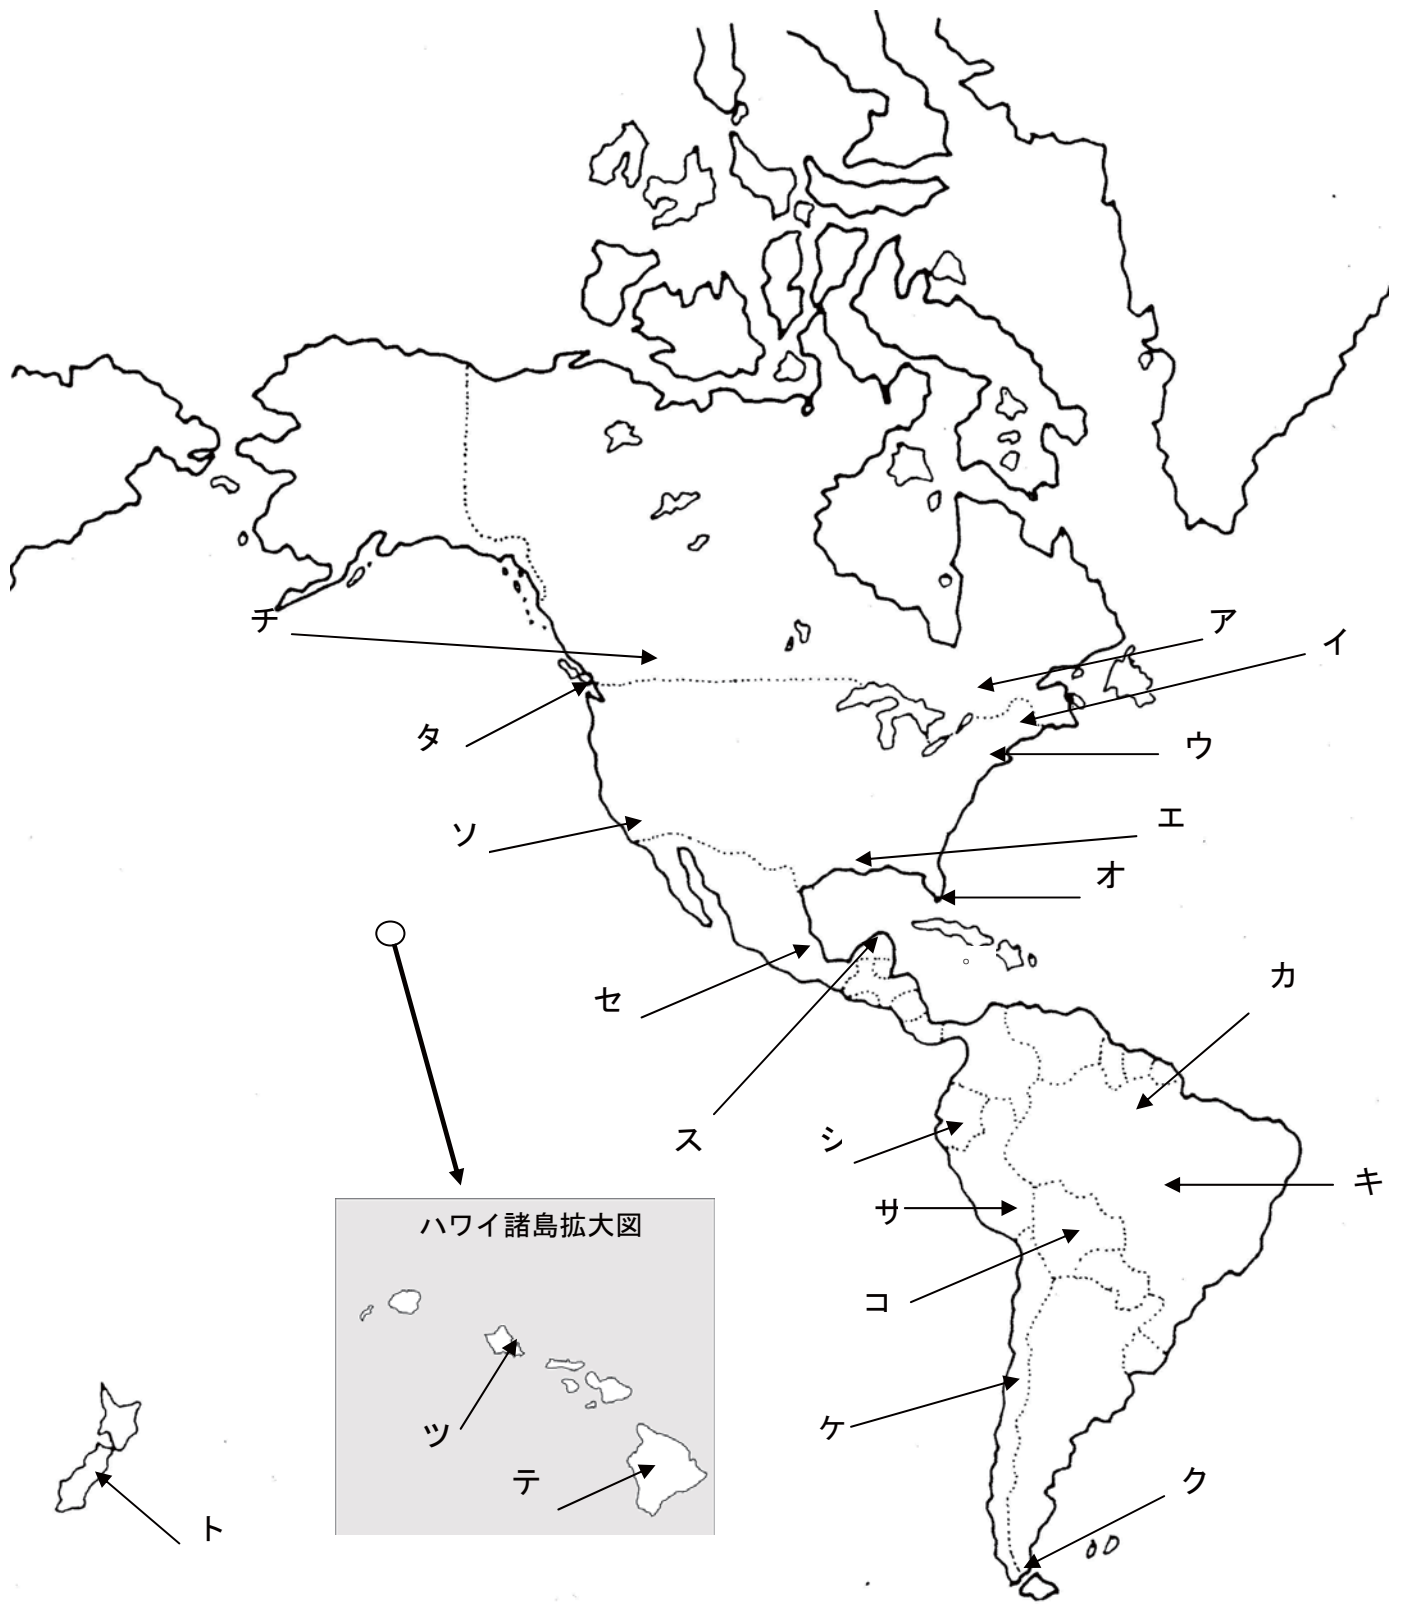 ア
イ
チ
タ
ウ
エ
ソ
オ
カ
セ
ス
シ
キ
サ
ハワイ諸島拡大図
コ
ケ
ツ
テ
ク
ト